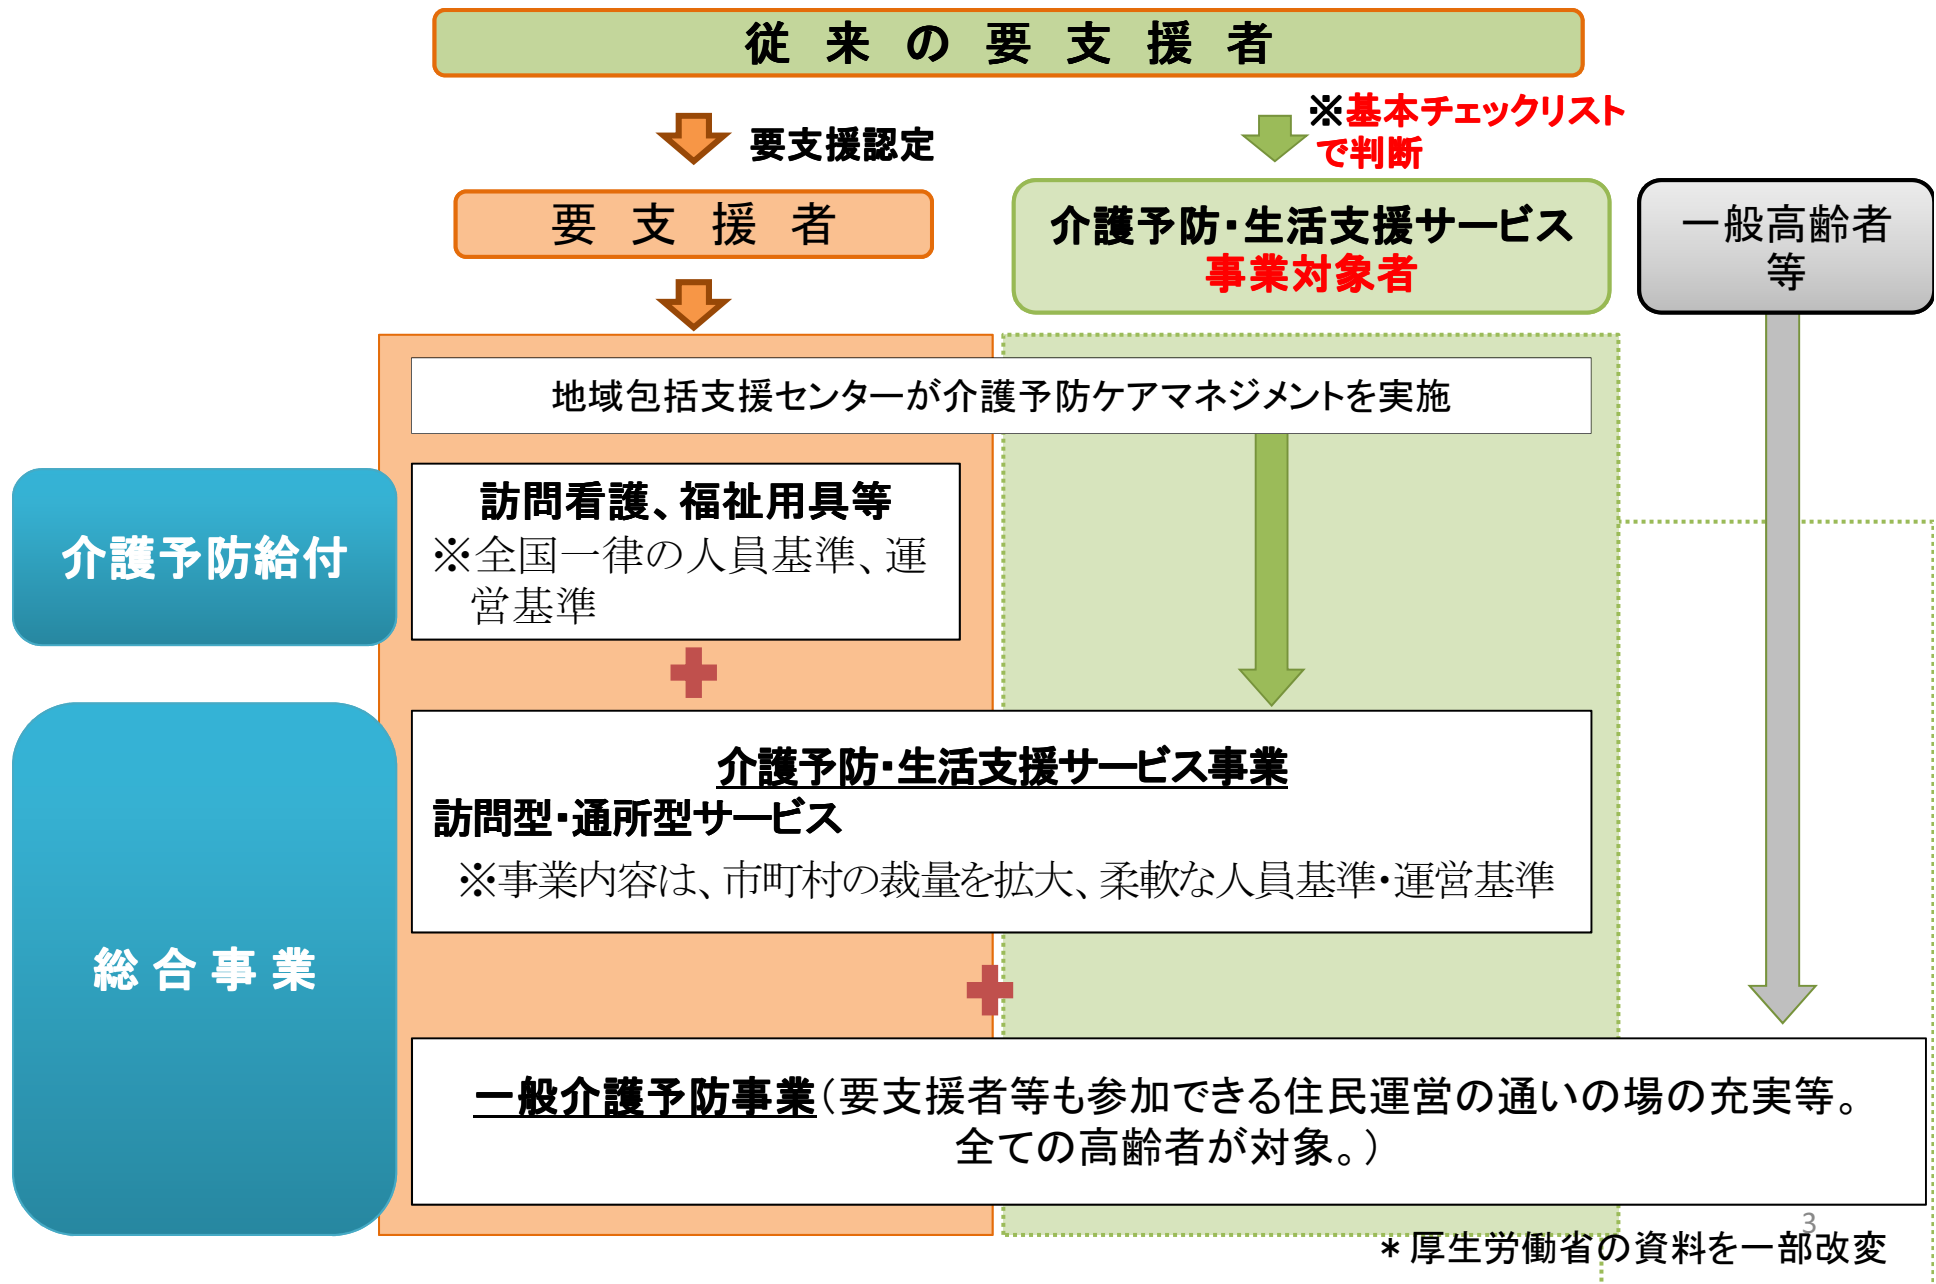 従来の要支援者
要支援認定
※基本チェックリスト
で判断
要支援者
介護予防・生活支援サービス
事業対象者
一般高齢者
等
地域包括支援センターが介護予防ケアマネジメントを実施
介護予防給付
訪問看護、福祉用具等
※全国一律の人員基準、運
営基準
総合事業
介護予防・生活支援サービス事業
訪問型・通所型サービス
※事業内容は、市町村の裁量を拡大、柔軟な人員基準・運営基準
一般介護予防事業（要支援者等も参加できる住民運営の通いの場の充実等。
全ての高齢者が対象。）
3
＊厚生労働省の資料を一部改変